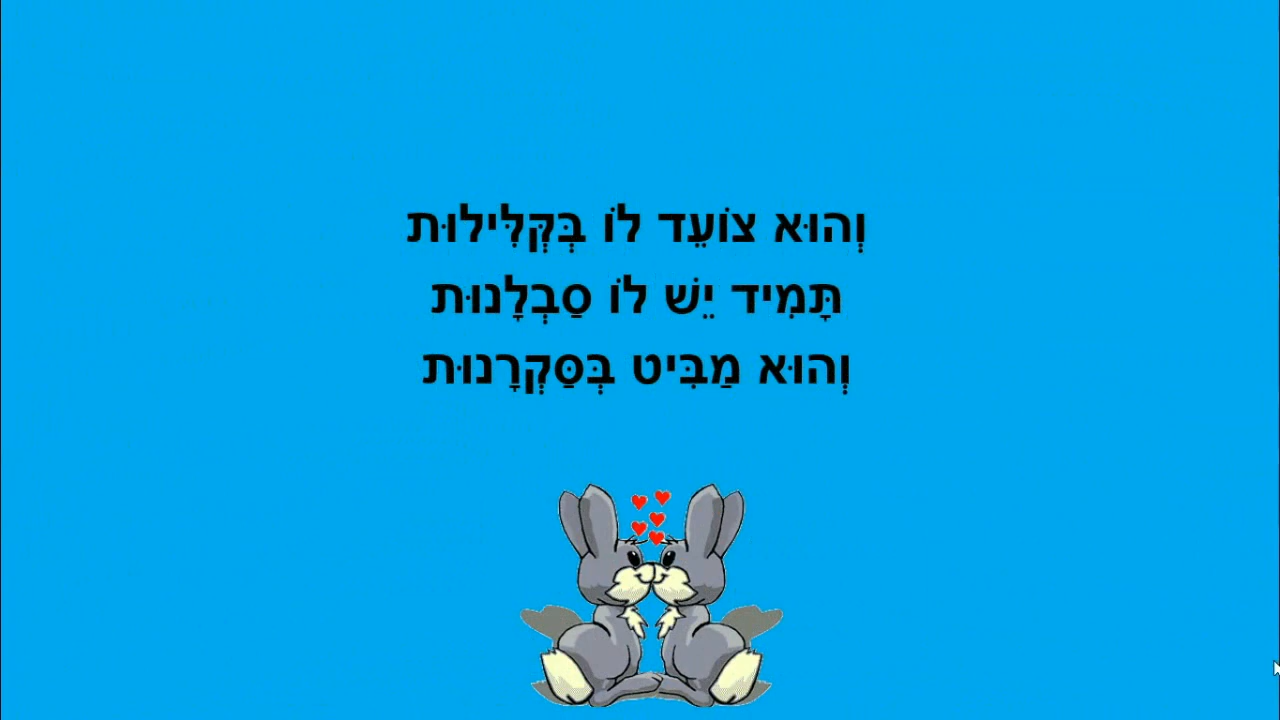 וְהוּא צוֹעֵד לוֹ בְּקְּלִּילוּת
תָּמִיד יֵשׁ לוֹ סַבְלָנוּת
וְהוּא מַבִּיט בְּסַּקְרָנוּת